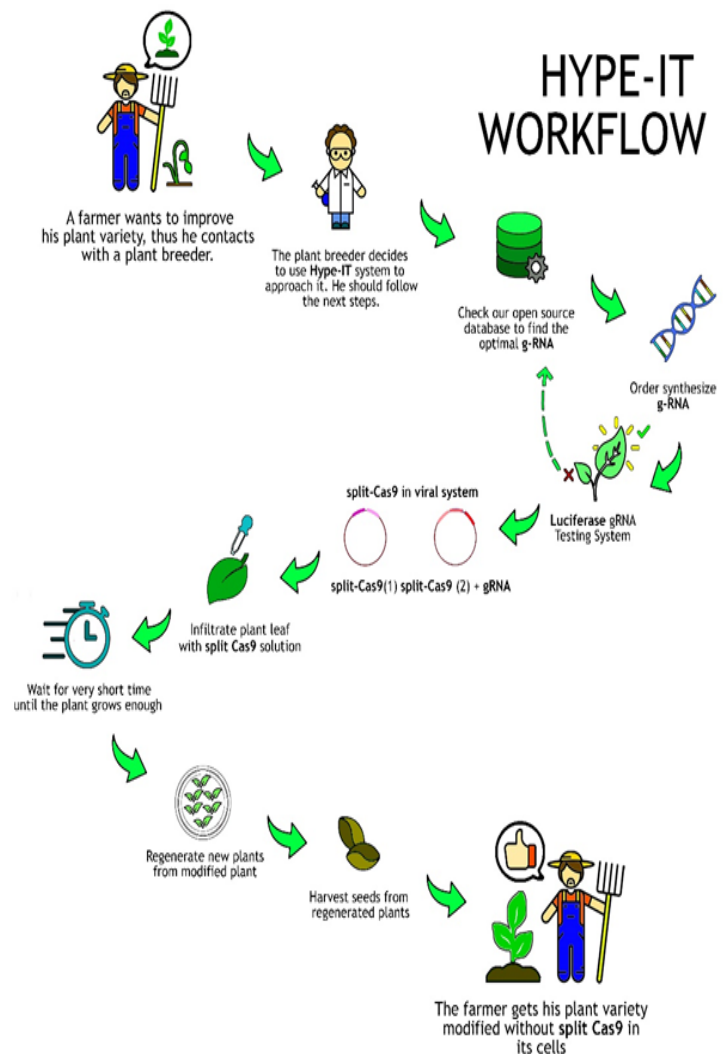 HYPE-IT
WORKFLOW
A farmer wants to improve
his plant variety, thus he contacts
with a plant breeder.
The plant breeder decides
to use Hype-IT system to
approach it. He should follow
the next steps.
Check our open source
database to find the
optimal g-RNA
Order synthesize
g-RNA
Luciferase gRNA
Testing System
split-Cas9 in viral system
split-Cas9(1) split-Cas9 (2) + gRNA
Infiltrate plant leaf
with split Cas9 solution
Wait for very short time
until the plant grows enough
Regenerate new plants
from modified plant
Harvest seeds from
regenerated plants
The farmer gets his plant variety
modified without split Cas9 in
its cells